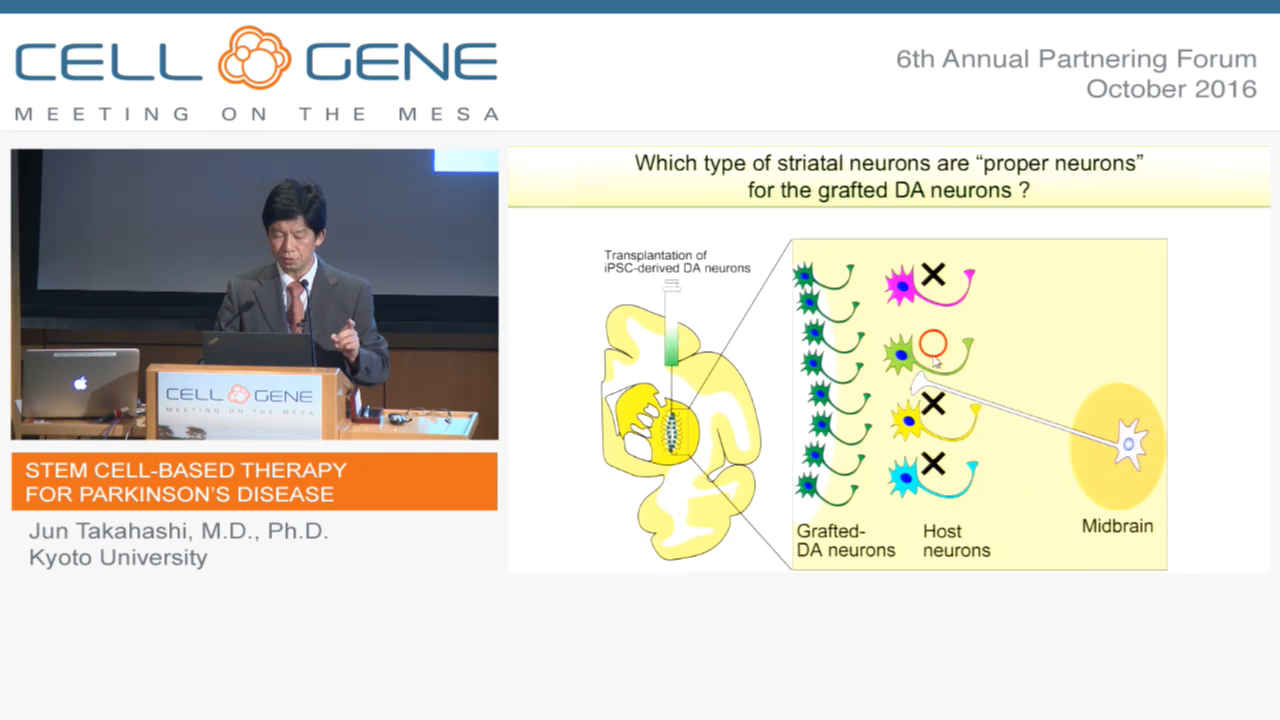 CELL GENE
MEETING ON THE MESA
6th Annual Partnering Forum
October 2016
CELL GENE
MEETING ON THE MESA
STEM CELL-BASED THERAPY
FOR PARKINSON'S DISEASE
Jun Takahashi, M.D., Ph.D.
Kyoto University
Which type of striatal neurons are “proper neurons”
for the grafted DA neurons ?
Transplantation of
iPSC-derived DA neurons
Grafted-
DA neurons
Host
neurons
Midbrain